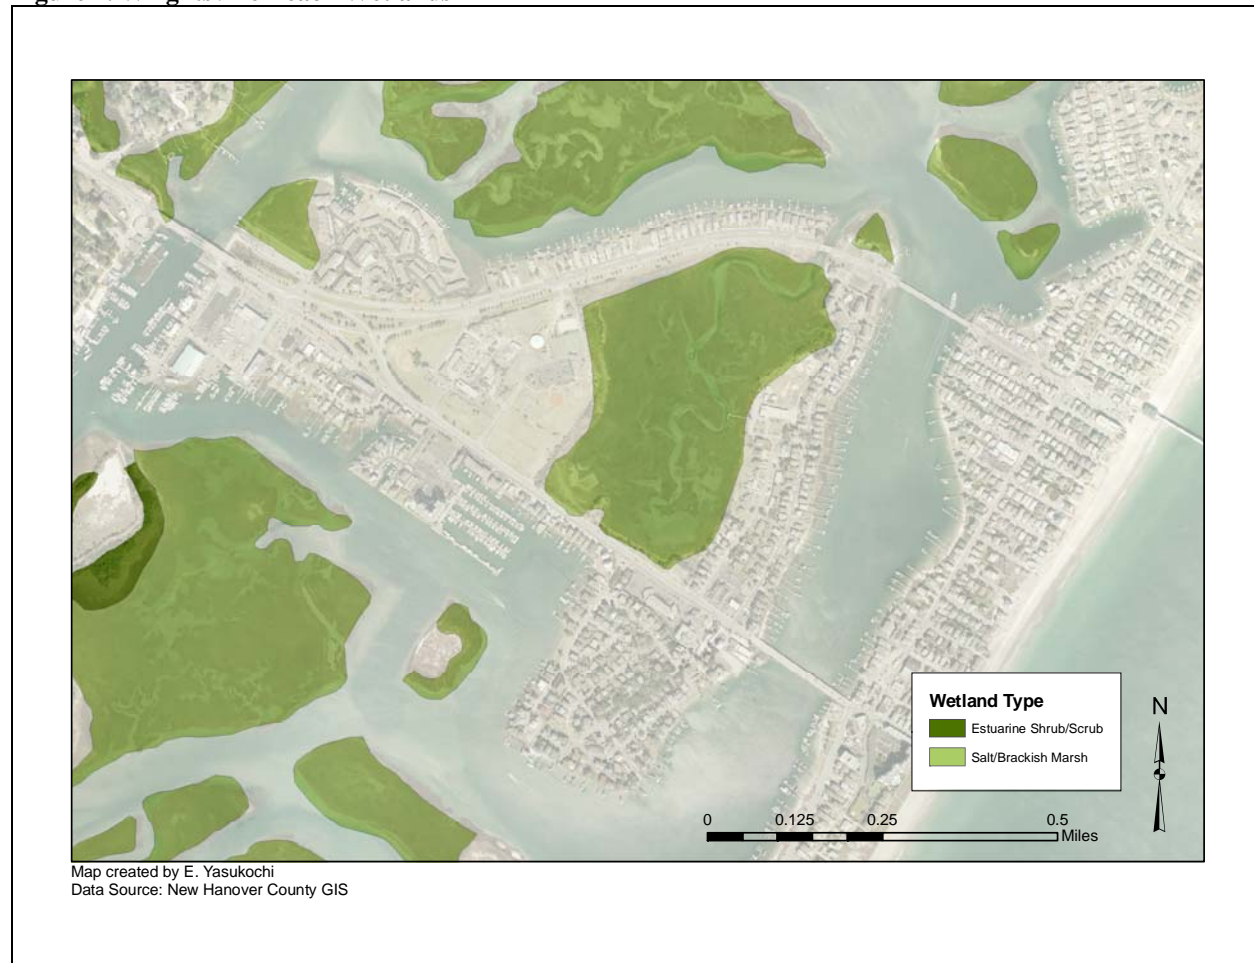 Wetland Type
Estuarine Shrub/Scrub
Salt/Brackish Marsh
N
0 0.125 0.25 0.5
Miles
Map created by E. Yasukochi
Data Source: New Hanover County GIS